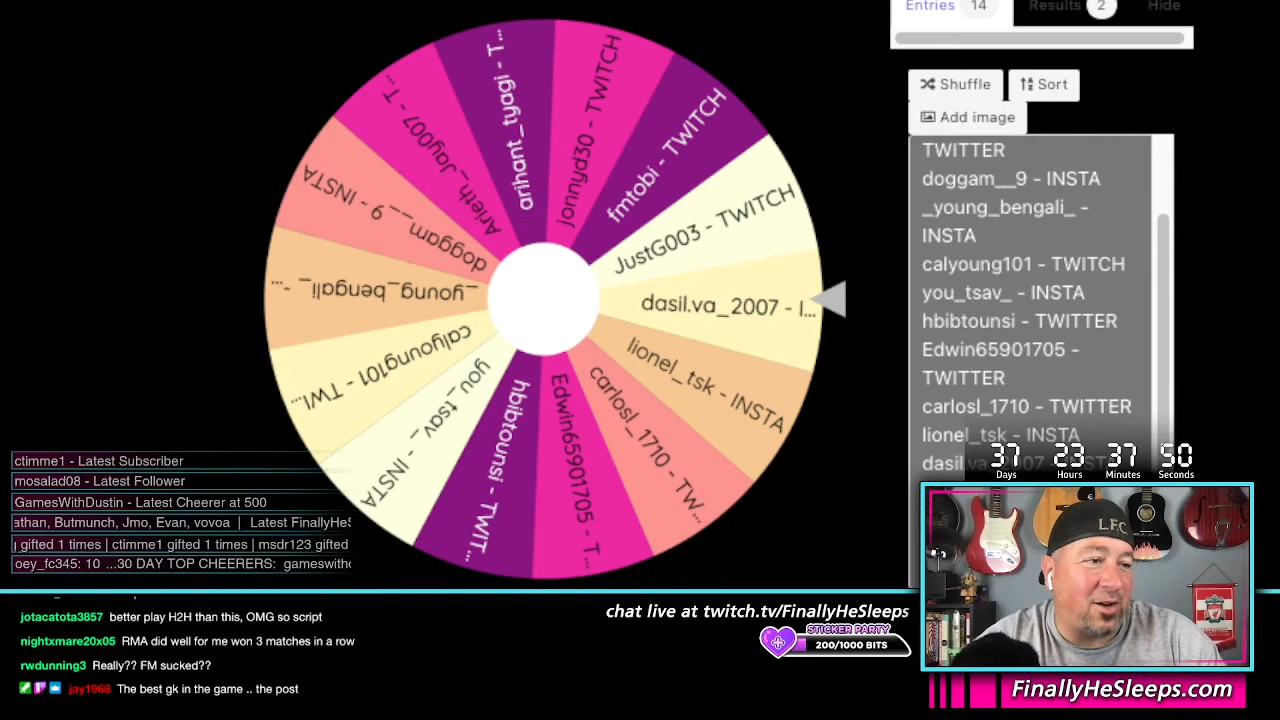 Entries 14 Results 2 Hide
Shuffle Sort
Add image
TWITTER
doggam__9 - INSTA
_young_bengali_ -
INSTA
calyoung101 - TWITCH
you_tsav_ - INSTA
hbibtounsi - TWITTER
Edwin65901705 -
TWITTER
carlosl_1710 - TWITTER
lionel_tsk - INSTA
arihant_tyagi - T...
jonnyd30 - TWITCH
fmtobi - TWITCH
JustG003 - TWITCH
dasil.va_2007 - I...
lionel_tsk - INSTA
carlosl_1710 - TW...
Edwin65901705 - T...
hbibtounsi - TWIT...
you_tsav_ - INSTA
calyoung101 - TWI...
_young_bengali_ -...
doggam__9 - INSTA
Arieth_Jay007 - T...
37 23 37 50
Days Hours Minutes Seconds
ctimme1 - Latest Subscriber
mosalad08 - Latest Follower
GamesWithDustin - Latest Cheerer at 500
athan, Butmunch, Jmo, Evan, vovoa | Latest FinallyHeS
gifted 1 times | ctimme1 gifted 1 times | msdr123 gifted
oey_fc345: 10 ...30 DAY TOP CHEERERS: gameswith
jotacatota3857 better play H2H than this, OMG so script
nightxmare20x05 RMA did well for me won 3 matches in a row
rwdunning3 Really?? FM sucked??
jay1968 The best gk in the game .. the post
chat live at twitch.tv/FinallyHeSleeps
STICKER PARTY
200/1000 BITS
L.F.C
FinallyHeSleeps.com